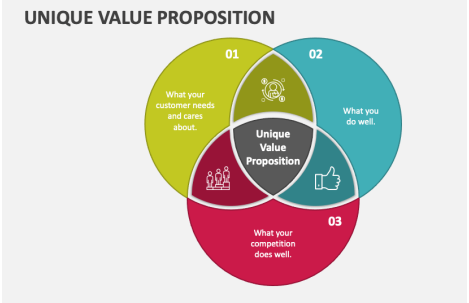 UNIQUE VALUE PROPOSITION
01
02
What your
customer needs
and cares
about.
What you
do well.
Unique
Value
Proposition
03
What your
competition
does well.